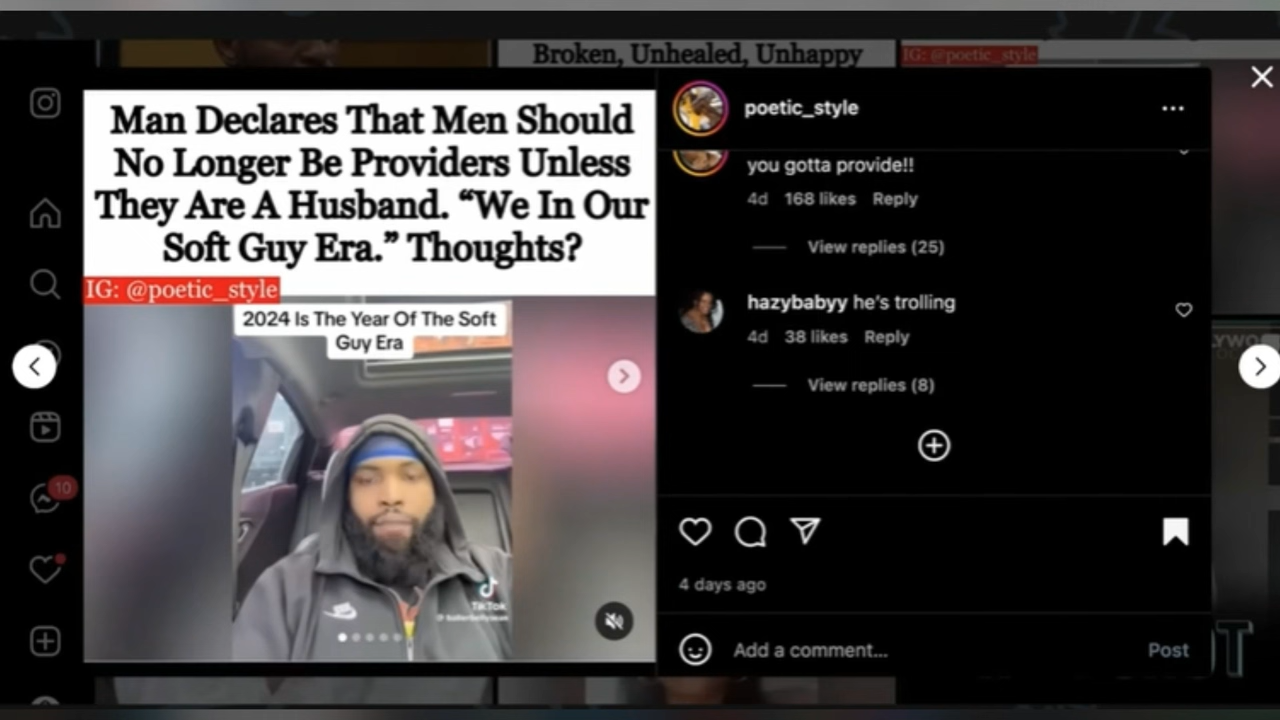 Broken, Unhealed, Unhappy
IG: @poetic_style
Man Declares That Men Should
No Longer Be Providers Unless
They Are A Husband. “We In Our
Soft Guy Era.” Thoughts?
IG: @poetic_style
2024 Is The Year Of The Soft
Guy Era
TikTok
10
poetic_style
you gotta provide!!
4d 168 likes Reply
View replies (25)
hazybabyy he's trolling
4d 38 likes Reply
View replies (8)
4 days ago
Add a comment...
Post